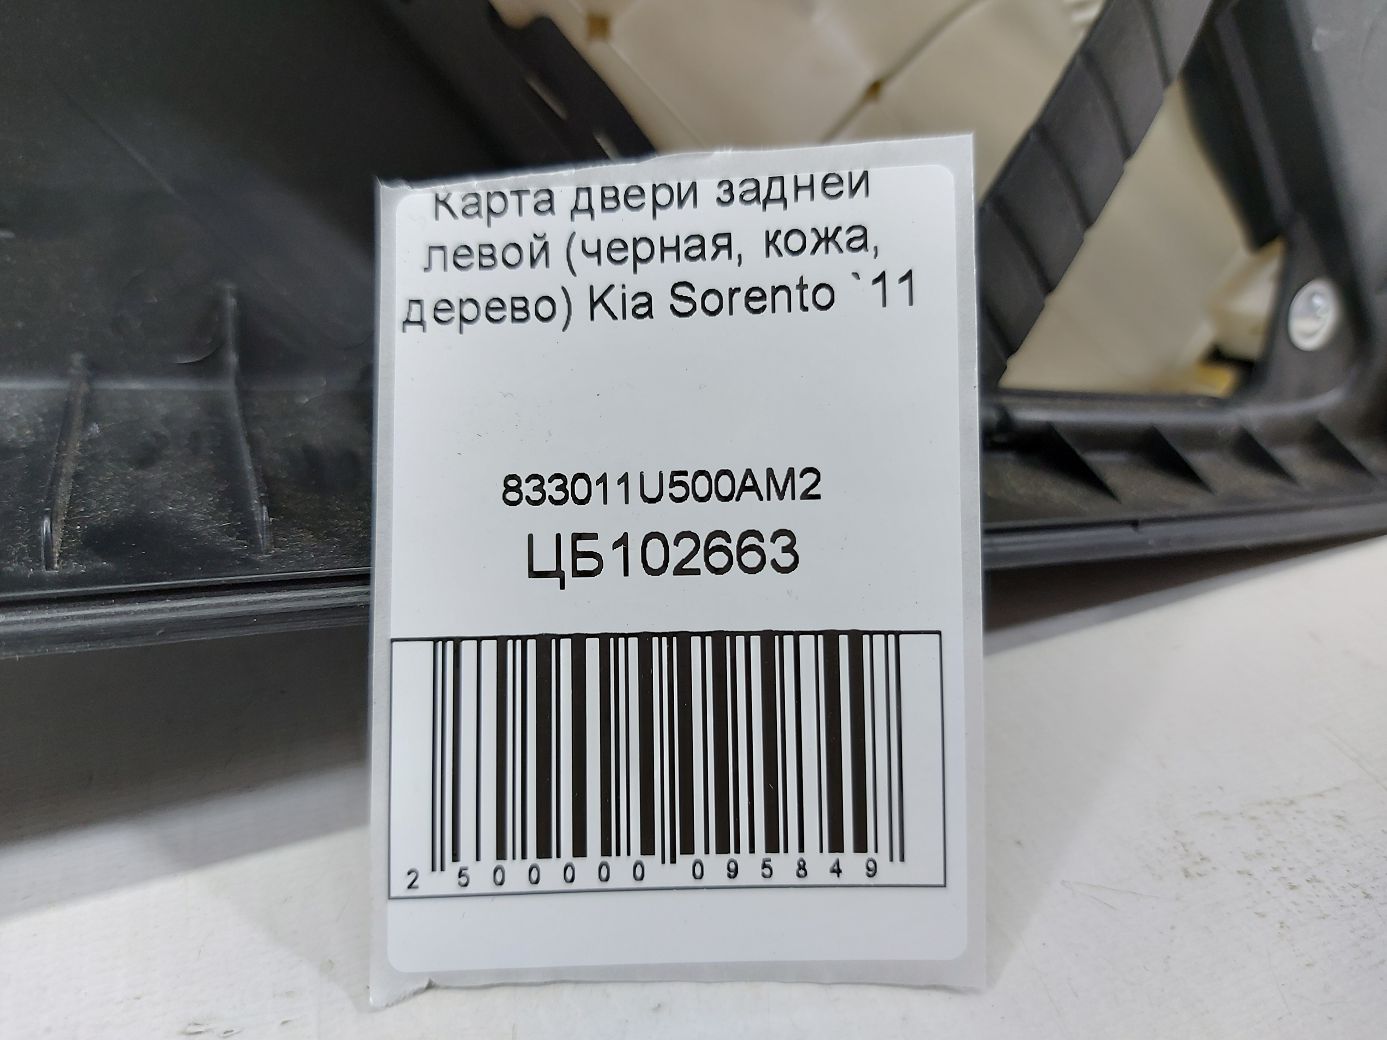 Карта двери задней
левой (черная, кожа,
дерево) Kia Sorento `11
833011U500AM2
ЦБ102663
2 500000 095849